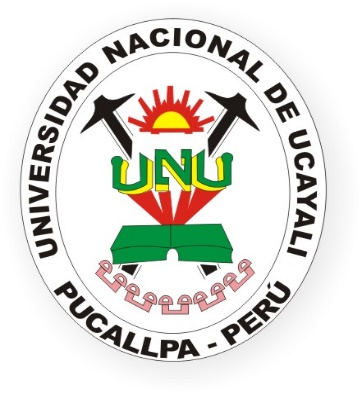 UNIVERSIDAD NACIONAL DE UCAYALI
UNU
PUCALLPA - PERÚ